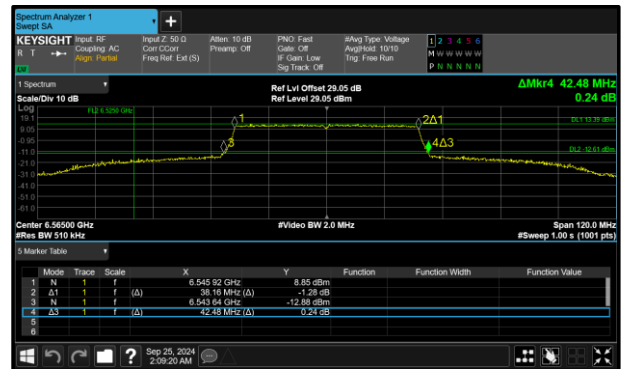 Spectrum Analyzer 1
Swept SA
+
KEYSIGHT Input: RF Input Z: 50 Ω Atten: 10 dB PNO: Fast #Avg Type: Voltage 1 2 3 4 5 6
R T Coupling: AC Corr CCorr Preamp: Off Gate: Off Avg|Hold: 10/10 M W W W W W
Align: Partial Freq Ref: Ext (S) IF Gain: Low Trig: Free Run
Sig Track: Off P N N N N N
1 Spectrum Ref Lvl Offset 29.05 dB ΔMkr4 42.48 MHz
Scale/Div 10 dB Ref Level 29.05 dBm 0.24 dB
Log FL2 6.5250 GHz
19.1 1 2Δ1 DL1 13.39 dBm
9.05
-0.95
-11.0 3 4Δ3 DL2 -12.61 dBm
-21.0
-31.0
-41.0
-51.0
-61.0
Center 6.56500 GHz #Video BW 2.0 MHz Span 120.0 MHz
#Res BW 510 kHz #Sweep 1.00 s (1001 pts)
5 Marker Table
Mode Trace Scale X Y Function Function Width Function Value
1 N 1 f 6.545 92 GHz 8.85 dBm
2 Δ1 1 f (Δ) 38.16 MHz (Δ) -1.28 dB
3 N 1 f 6.543 64 GHz -12.88 dBm
4 Δ3 1 f (Δ) 42.48 MHz (Δ) 0.24 dB
5
6
? Sep 25, 2024
2:09:20 AM